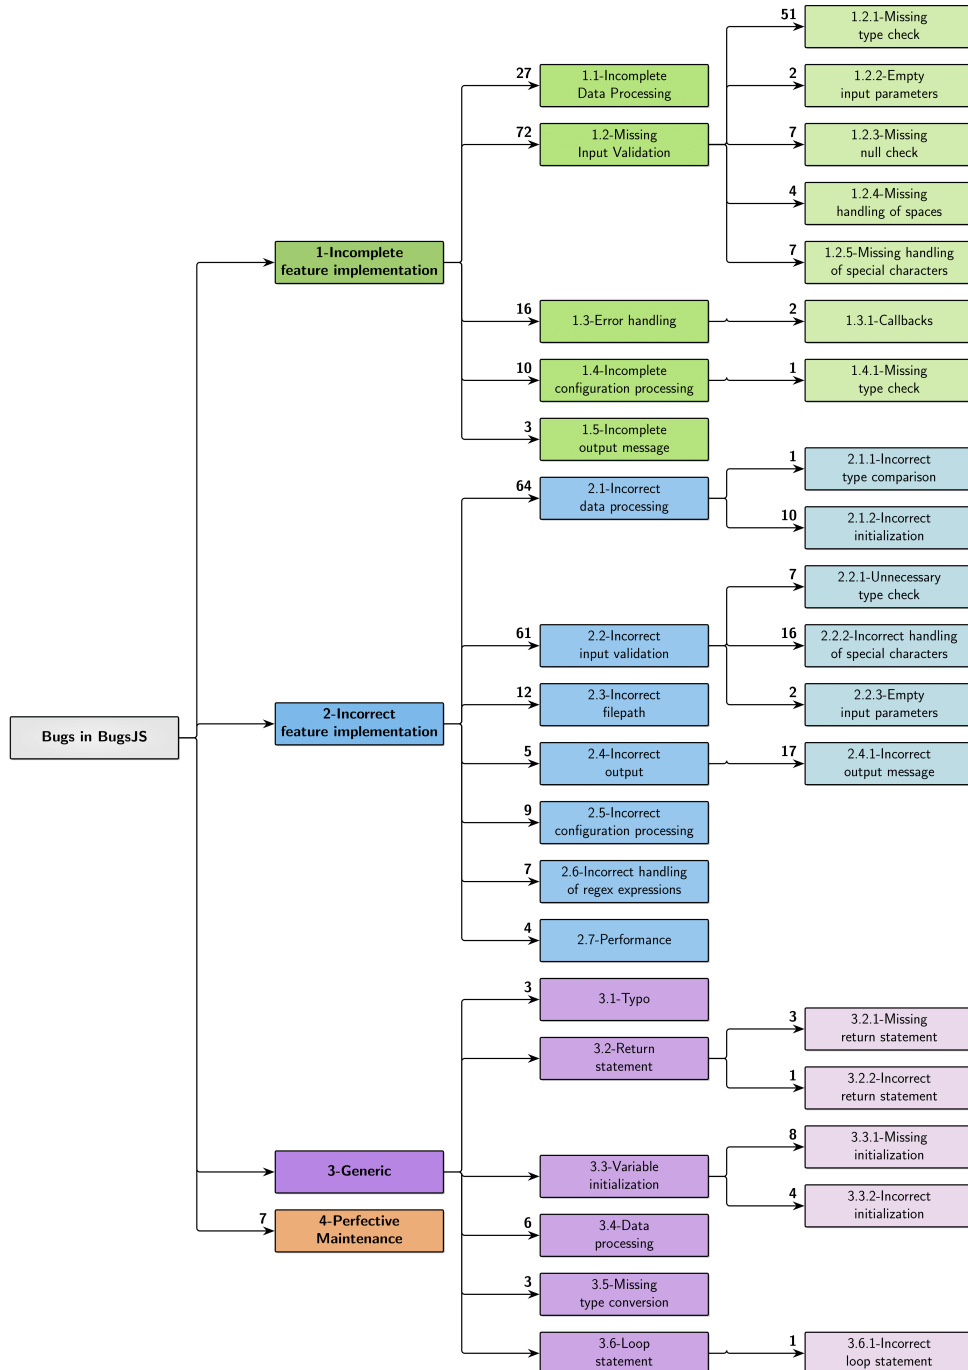 Bugs in BugsJS
1-Incomplete
feature implementation
27
1.1-Incomplete
Data Processing
72
1.2-Missing
Input Validation
51
1.2.1-Missing
type check
2
1.2.2-Empty
input parameters
7
1.2.3-Missing
null check
4
1.2.4-Missing
handling of spaces
7
1.2.5-Missing handling
of special characters
16
1.3-Error handling
2
1.3.1-Callbacks
10
1.4-Incomplete
configuration processing
1
1.4.1-Missing
type check
3
1.5-Incomplete
output message
2-Incorrect
feature implementation
64
2.1-Incorrect
data processing
1
2.1.1-Incorrect
type comparison
10
2.1.2-Incorrect
initialization
61
2.2-Incorrect
input validation
7
2.2.1-Unnecessary
type check
16
2.2.2-Incorrect handling
of special characters
2
2.2.3-Empty
input parameters
12
2.3-Incorrect
filepath
5
2.4-Incorrect
output
17
2.4.1-Incorrect
output message
9
2.5-Incorrect
configuration processing
7
2.6-Incorrect handling
of regex expressions
4
2.7-Performance
3-Generic
3
3.1-Typo
3.2-Return
statement
3
3.2.1-Missing
return statement
1
3.2.2-Incorrect
return statement
3.3-Variable
initialization
8
3.3.1-Missing
initialization
4
3.3.2-Incorrect
initialization
6
3.4-Data
processing
3
3.5-Missing
type conversion
3.6-Loop
statement
1
3.6.1-Incorrect
loop statement
7
4-Perfective
Maintenance